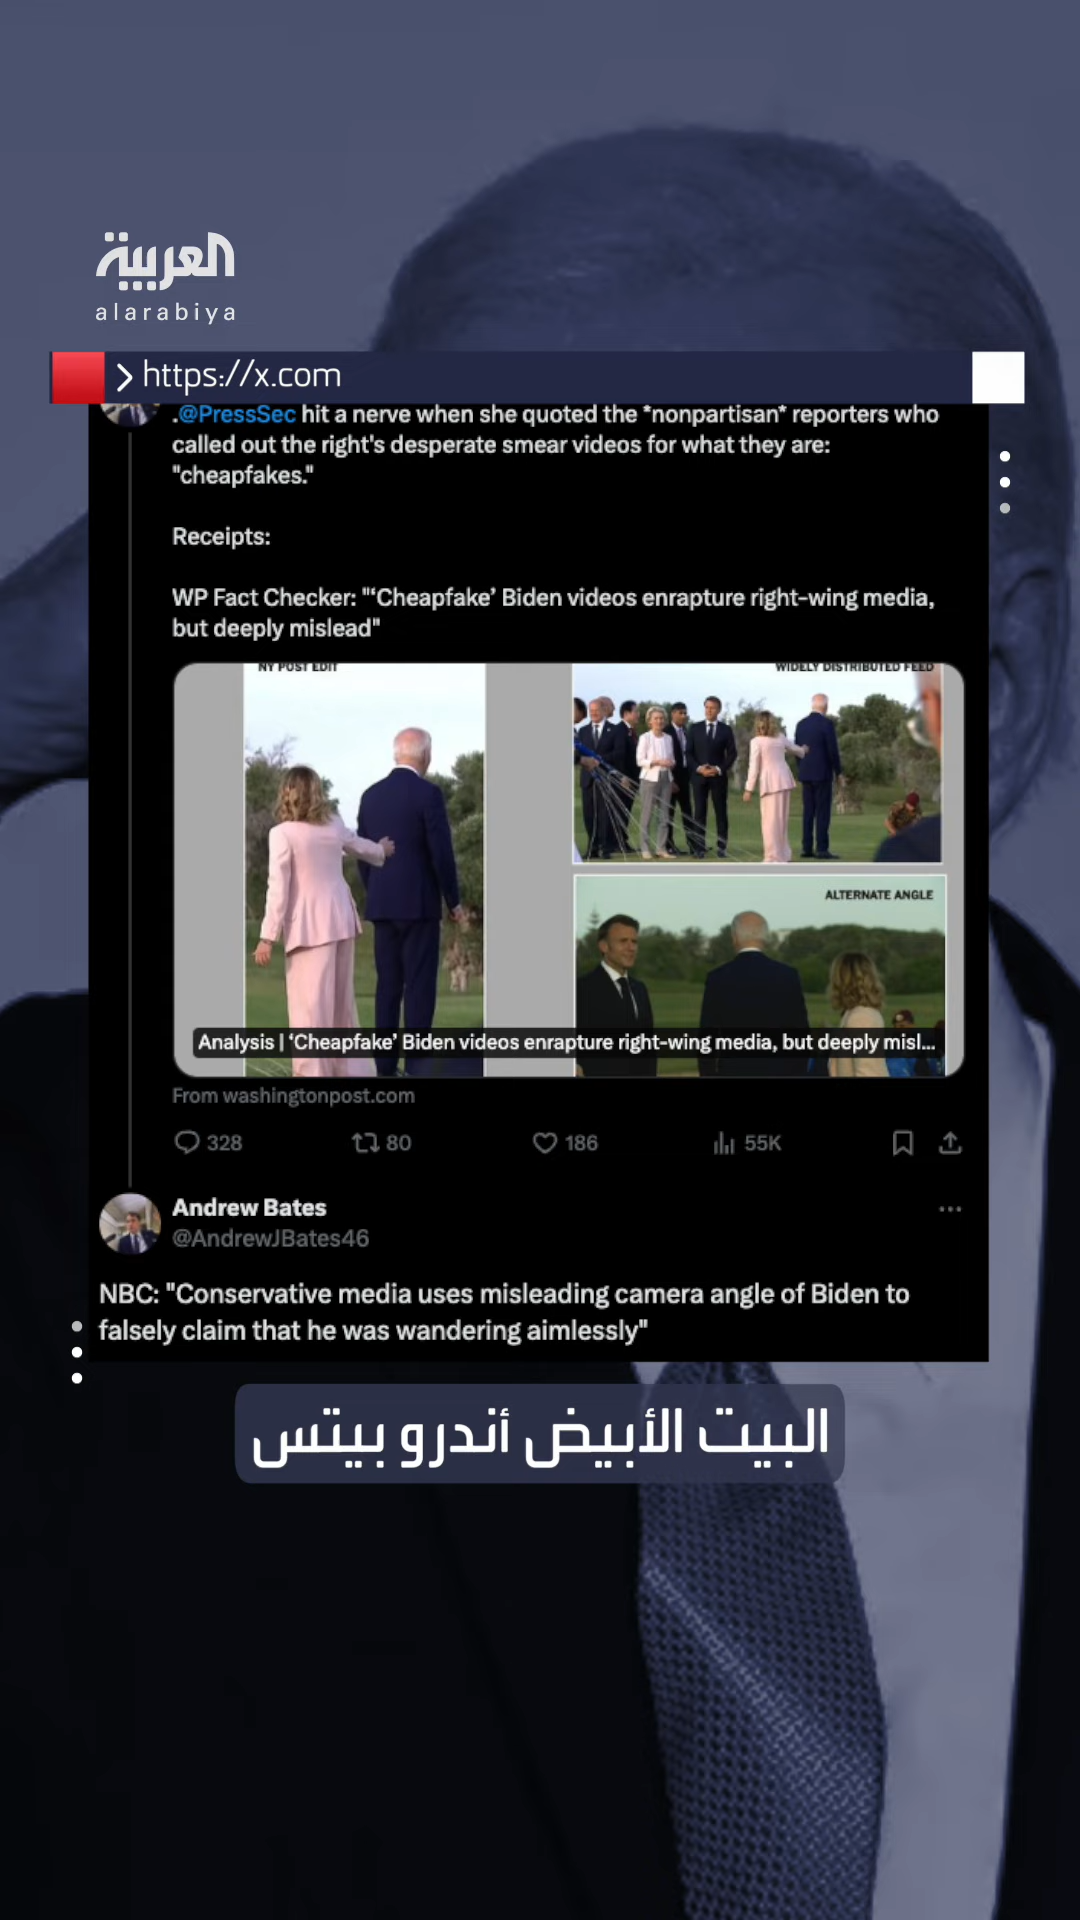 العربية
alarabiya
https://x.com
.@PressSec hit a nerve when she quoted the *nonpartisan* reporters who
called out the right's desperate smear videos for what they are:
"cheapfakes."
Receipts:
WP Fact Checker: "‘Cheapfake’ Biden videos enrapture right-wing media,
but deeply mislead"
NY POST EDIT
WIDELY DISTRIBUTED FEED
ALTERNATE ANGLE
Analysis | ‘Cheapfake’ Biden videos enrapture right-wing media, but deeply misl...
From washingtonpost.com
328 80 186 55K
Andrew Bates
@AndrewJBates46
NBC: "Conservative media uses misleading camera angle of Biden to
falsely claim that he was wandering aimlessly"
البيت الأبيض أندرو بيتس